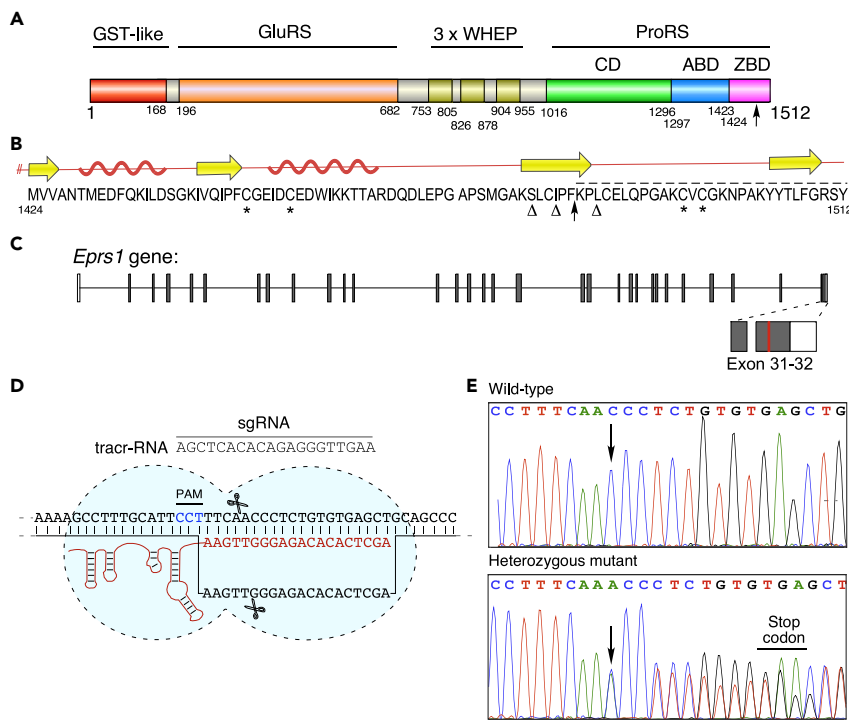 A
GST-like GluRS 3 x WHEP ProRS
CD ABD ZBD
1 168 196 682 753 805 826 878 904 955 1016 1296 1297 1423 1424 1512
B
//
MVVANTMEDFQKILDSGKIVQIPFCGEIDCEDWIKKTTARDQDLEPG APSMGAKSLCIPFKPLCELQPGAKCVCGKNPAKYYTLFGRSY
1424 * * Δ Δ Δ * * 1512
C
Eprs1 gene:
Exon 31-32
D
sgRNA
tracr-RNA AGCTCACACAGAGGGTTGAA
PAM
AAAAGCCTTTGCATTCCTTTCAACCCTCTGTGTGAGCTGCAGCCC
AAGTTGGGAGACACACTCGA
AAGTTGGGAGACACACTCGA
E
Wild-type
CCTTTCAACCCTCTGTGTGAGCTG
Heterozygous mutant
CCTTTCAAACCCTCTGTGTGAGCT
Stop
codon